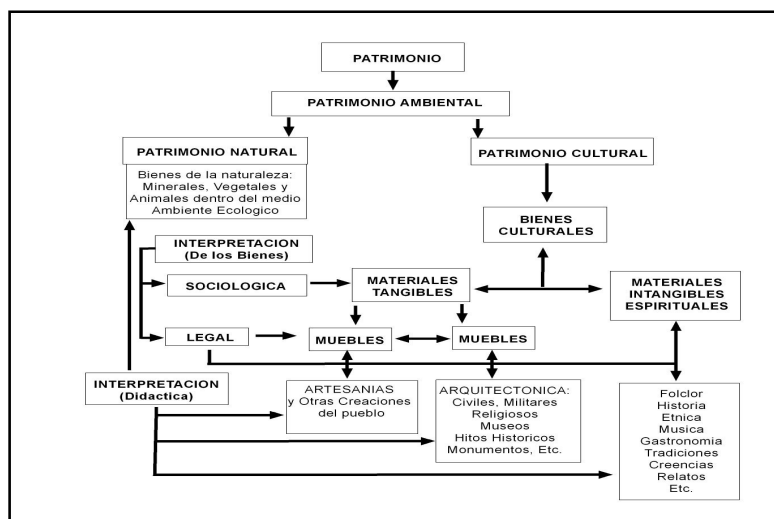 PATRIMONIO
PATRIMONIO AMBIENTAL
PATRIMONIO NATURAL
Bienes de la naturaleza:
Minerales, Vegetales y
Animales dentro del medio
Ambiente Ecologico
PATRIMONIO CULTURAL
BIENES
CULTURALES
INTERPRETACION
(De los Bienes)
SOCIOLOGICA
MATERIALES
TANGIBLES
MATERIALES
INTANGIBLES
ESPIRITUALES
LEGAL
MUEBLES
MUEBLES
INTERPRETACION
(Didactica)
ARTESANIAS
y Otras Creaciones
del pueblo
ARQUITECTONICA:
Civiles, Militares
Religiosos
Museos
Hitos Historicos
Monumentos, Etc.
Folclor
Historia
Etnica
Musica
Gastronomia
Tradiciones
Creencias
Relatos
Etc.